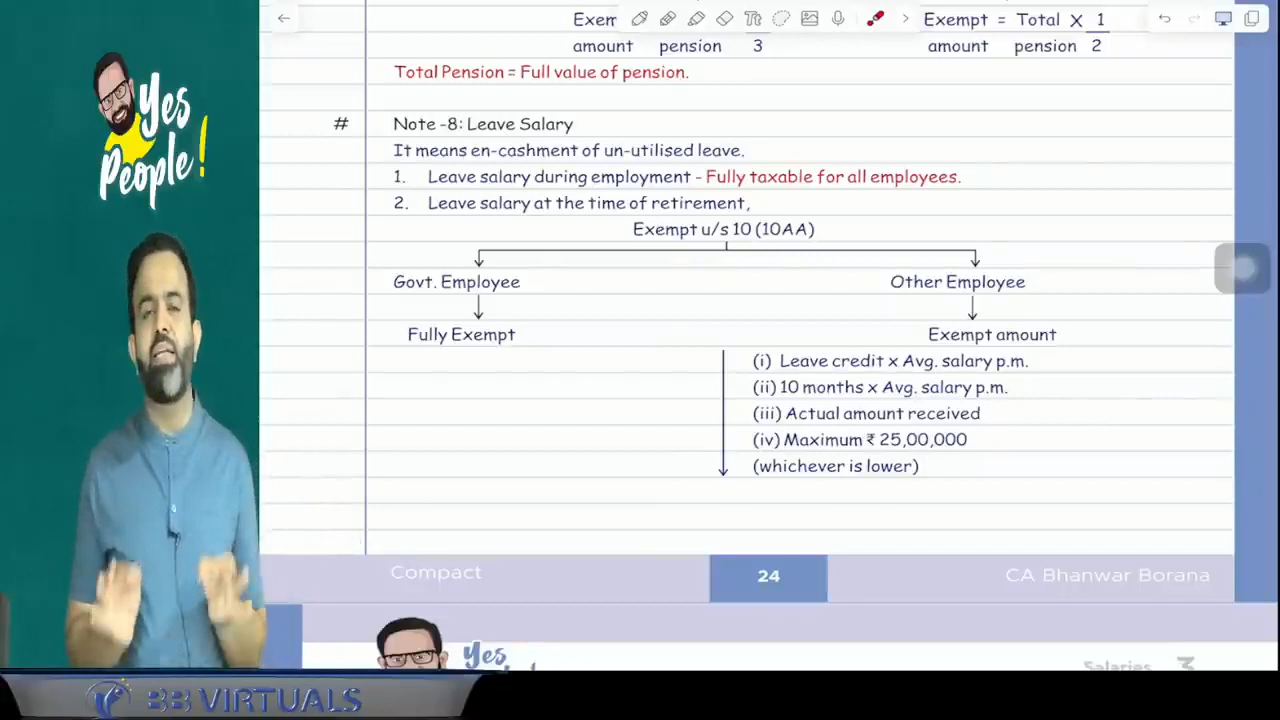 Exem
Exempt = Total X 1
amount pension 3
amount pension 2
Total Pension = Full value of pension.
# Note -8: Leave Salary
It means en-cashment of un-utilised leave.
1. Leave salary during employment - Fully taxable for all employees.
2. Leave salary at the time of retirement,
Exempt u/s 10 (10AA)
Govt. Employee
Other Employee
Fully Exempt
Exempt amount
(i) Leave credit x Avg. salary p.m.
(ii) 10 months x Avg. salary p.m.
(iii) Actual amount received
(iv) Maximum ₹ 25,00,000
(whichever is lower)
Compact 24 CA Bhanwar Borana
Yes
Salaries 3
Yes
People!
BB VIRTUALS